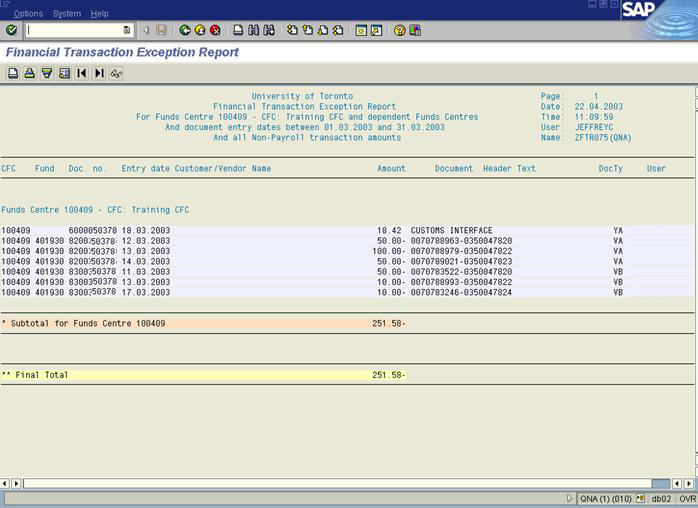 Options System Help
SAP
Financial Transaction Exception Report
University of Toronto Page: 1
Financial Transaction Exception Report Date: 22.04.2003
For Funds Centre 100409 - CFC: Training CFC and dependent Funds Centres Time: 11:09:59
And document entry dates between 01.03.2003 and 31.03.2003 User: JEFFREYC
And all Non-Payroll transaction amounts Name: ZFTR075(QNA)
CFC Fund Doc. no. Entry date Customer/Vendor Name Amount Document Header Text DocTy User
Funds Centre 100409 - CFC: Training CFC
100409 6000050378 18.03.2003 18.42 CUSTOMS INTERFACE YA
100409 401930 12.03.2003 50.00- 0070788963-0350047820 VA
100409 401930 13.03.2003 100.00- 0070788979-0350047822 VA
100409 401930 14.03.2003 50.00- 0070789021-0350047823 VA
100409 401930 11.03.2003 50.00- 0070783522-0350047820 VB
100409 401930 13.03.2003 10.00- 0070788993-0350047822 VB
100409 401930 17.03.2003 10.00- 0070783246-0350047824 VB
* Subtotal for Funds Centre 100409 251.58-
** Final Total 251.58-
QNA (1) (010) db02 OVR